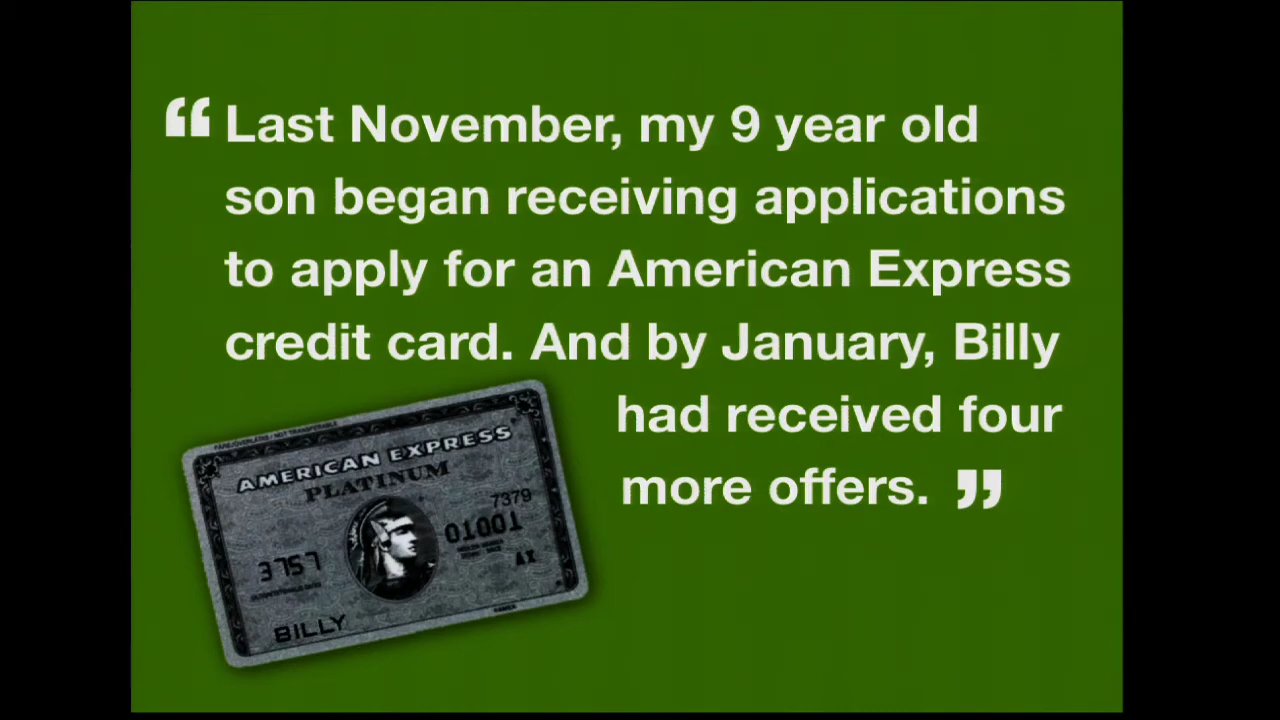 “ Last November, my 9 year old
son began receiving applications
to apply for an American Express
credit card. And by January, Billy
had received four
more offers. ”
AMERICAN EXPRESS
PLATINUM
7379
3757
01001
AX
BILLY